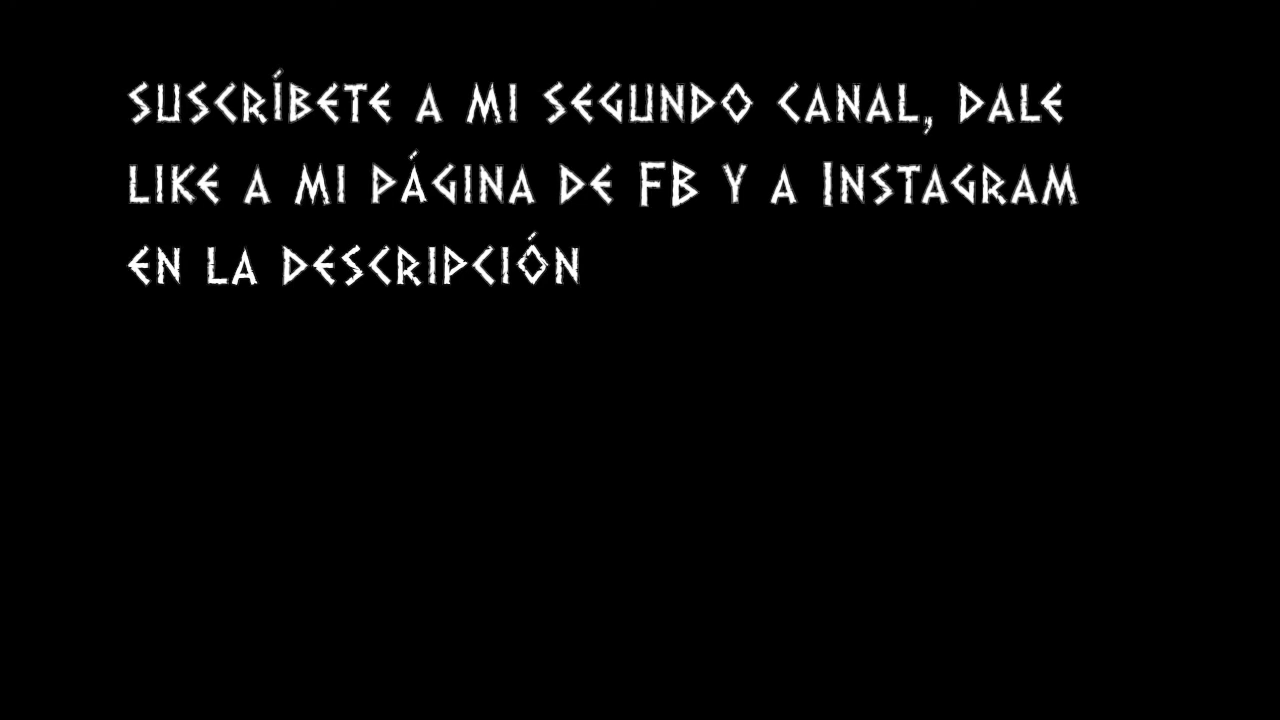 suscríbete a mi segundo canal, dale
like a mi página de FB y a Instagram
en la descripción